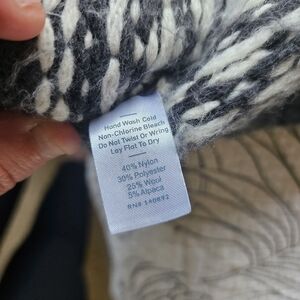 Hand Wash Cold
Non-Chlorine Bleach
Do Not Twist Or Wring
Lay Flat To Dry
40% Nylon
30% Polyester
25% Wool
5% Alpaca
RN# 140692